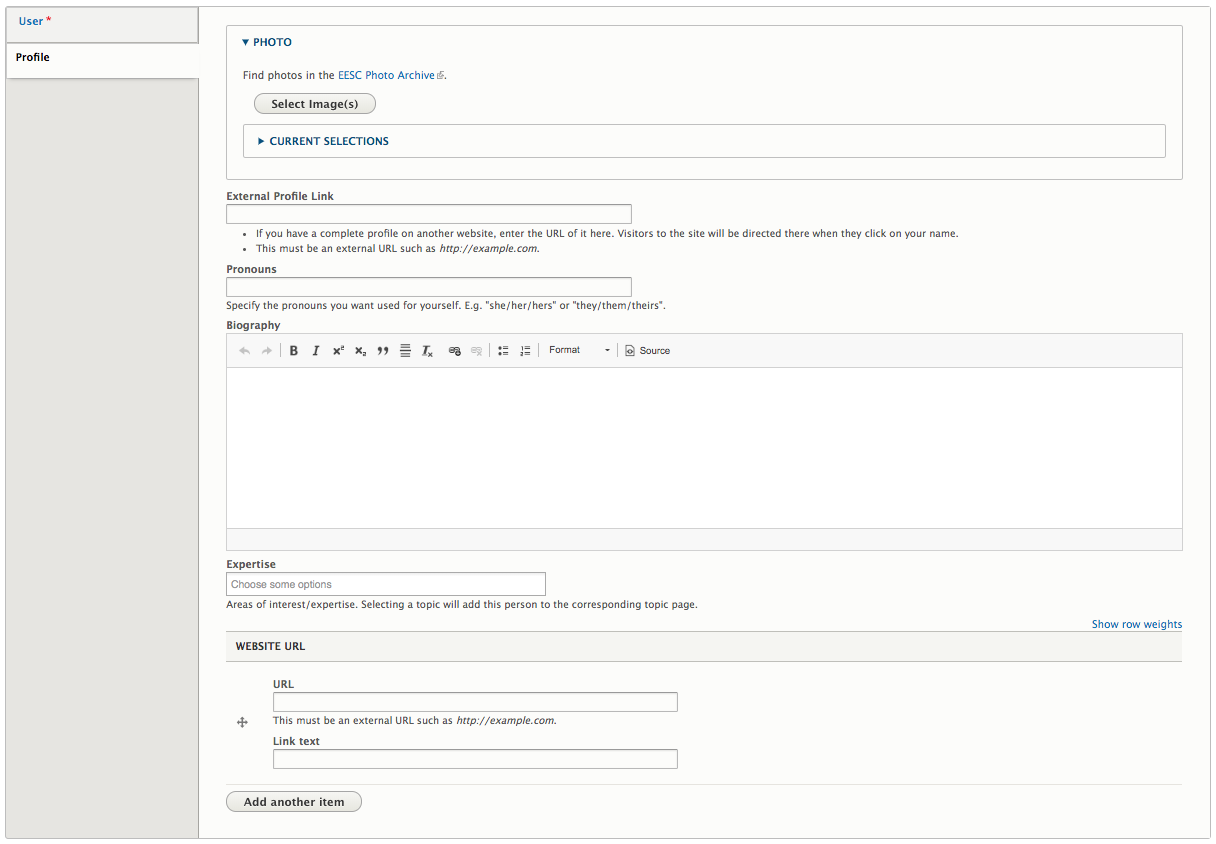 User *
Profile
PHOTO
Find photos in the EESC Photo Archive.
Select Image(s)
CURRENT SELECTIONS
External Profile Link
• If you have a complete profile on another website, enter the URL of it here. Visitors to the site will be directed there when they click on your name.
• This must be an external URL such as http://example.com.
Pronouns
Specify the pronouns you want used for yourself. E.g. "she/her/hers" or "they/them/theirs".
Biography
Format Source
Expertise
Choose some options
Areas of interest/expertise. Selecting a topic will add this person to the corresponding topic page.
Show row weights
WEBSITE URL
URL
This must be an external URL such as http://example.com.
Link text
Add another item